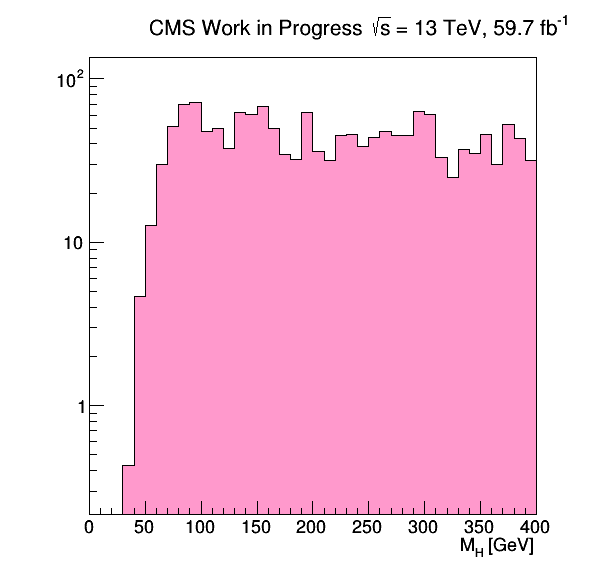 CMS Work in Progress √s = 13 TeV, 59.7 fb⁻¹
10²
10
1
0 50 100 150 200 250 300 350 400
M_H [GeV]